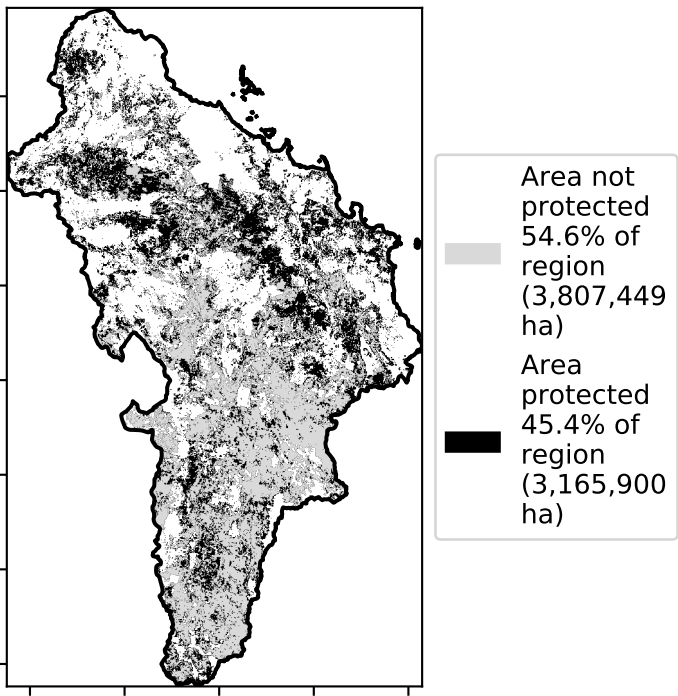 Area not
protected
54.6% of
region
(3,807,449
ha)
Area
protected
45.4% of
region
(3,165,900
ha)